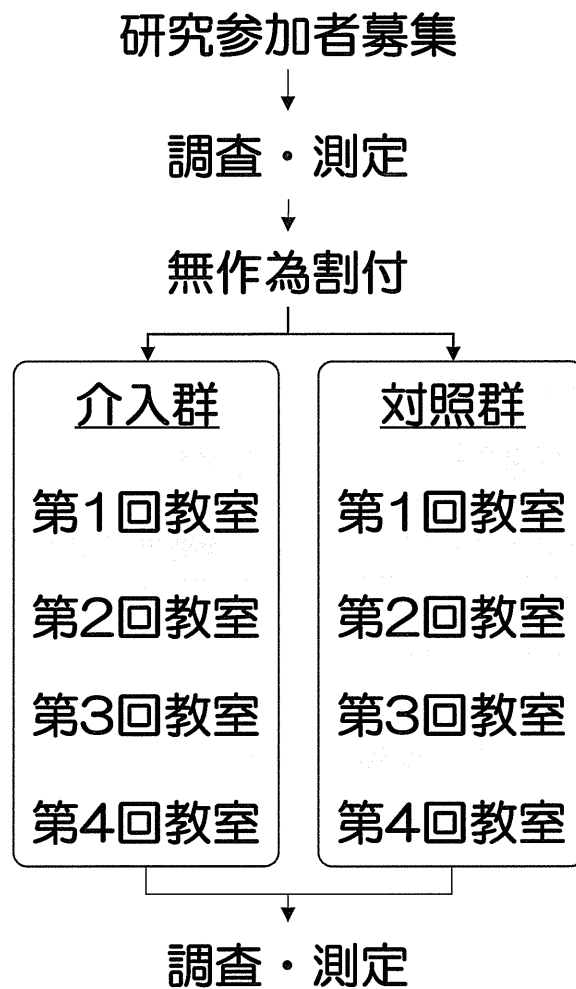 研究参加者募集
調査・測定
無作為割付
介入群
第1回教室
第2回教室
第3回教室
第4回教室
対照群
第1回教室
第2回教室
第3回教室
第4回教室
調査・測定